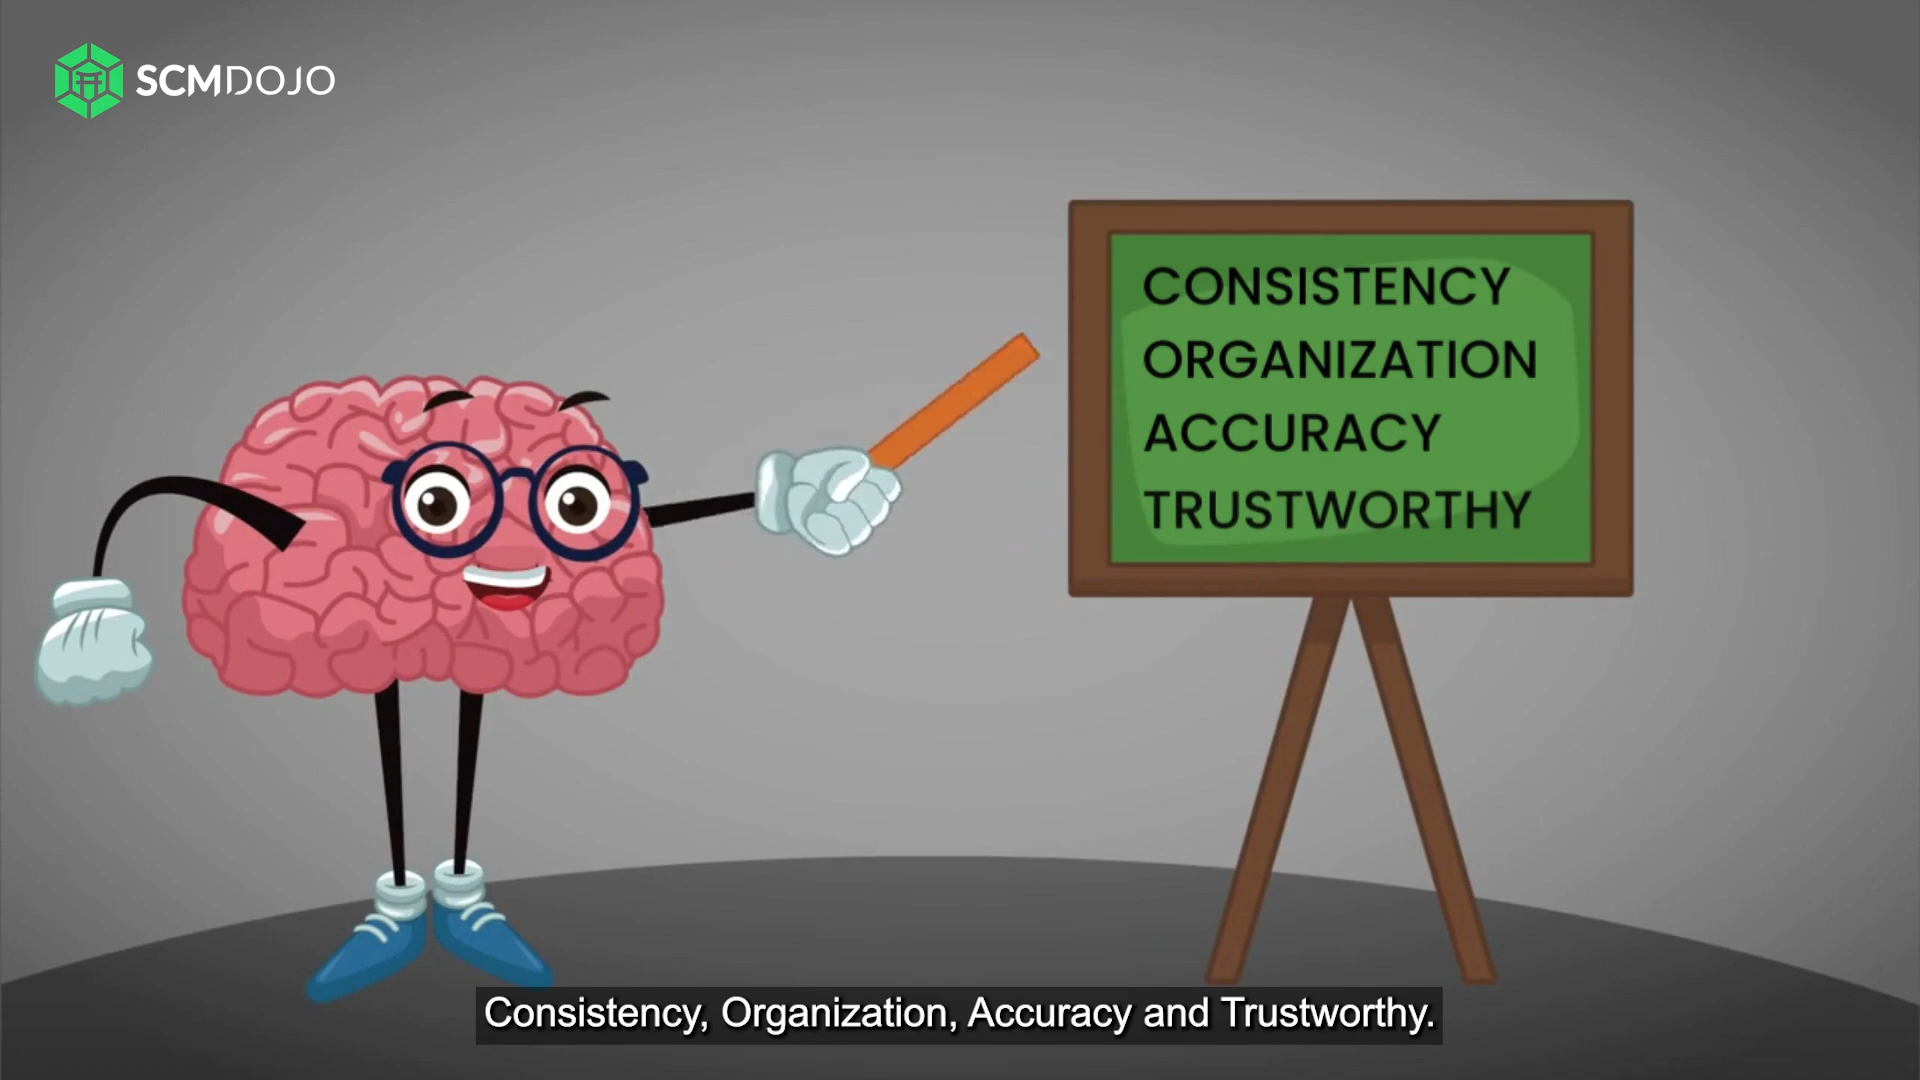 SCMDOJO
CONSISTENCY
ORGANIZATION
ACCURACY
TRUSTWORTHY
Consistency, Organization, Accuracy and Trustworthy.